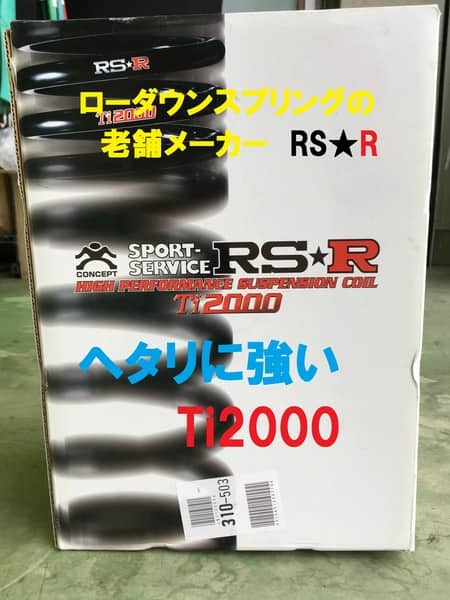 RS★R
ローダウンスプリングの
Ti2000
老舗メーカー RS★R
CONCEPT
SPORT-
SERVICE
RS★R
HIGH PERFORMANCE SUSPENSION COIL
Ti2000
ヘタリに強い
Ti2000
310-503